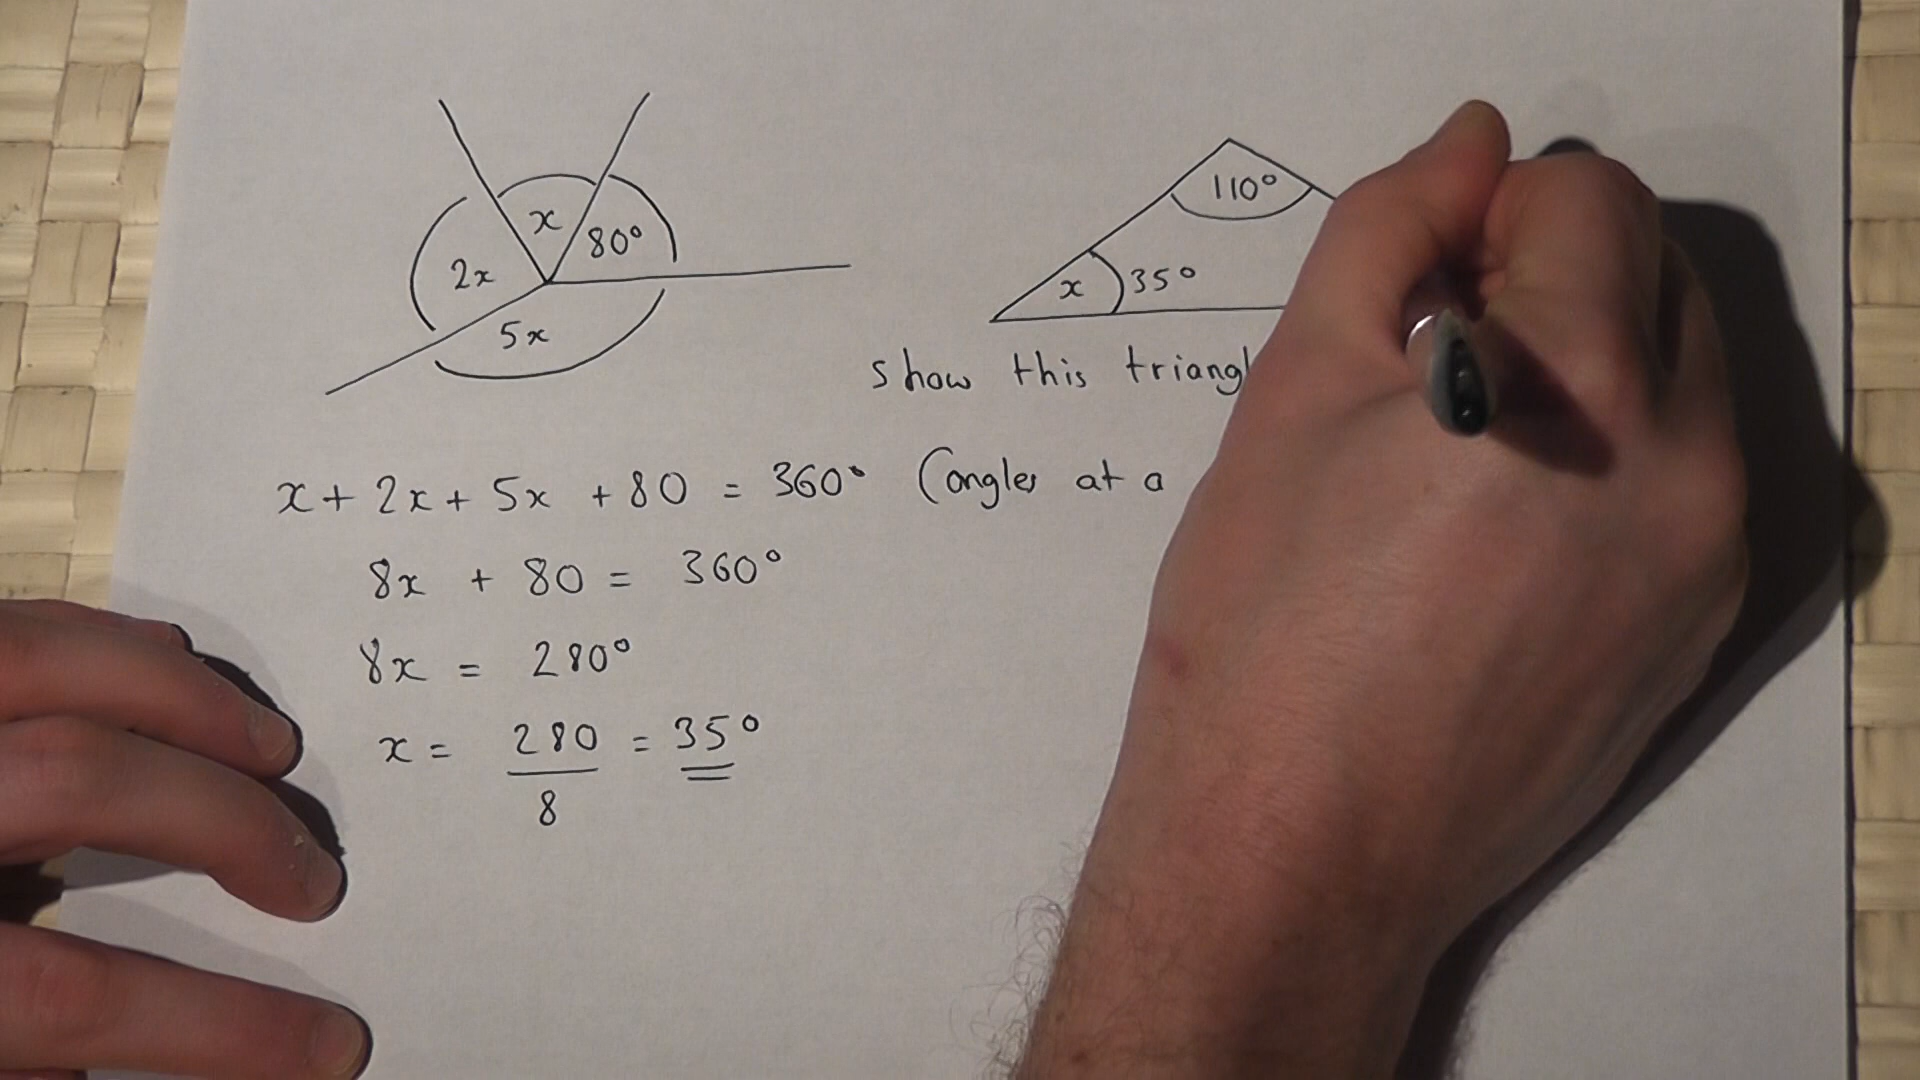 x
80°
2x
5x
110°
x 35°
show this
x + 2x + 5x + 80 = 360° (angles at a
8x + 80 = 360°
8x = 280°
x = 280/8 = 35°